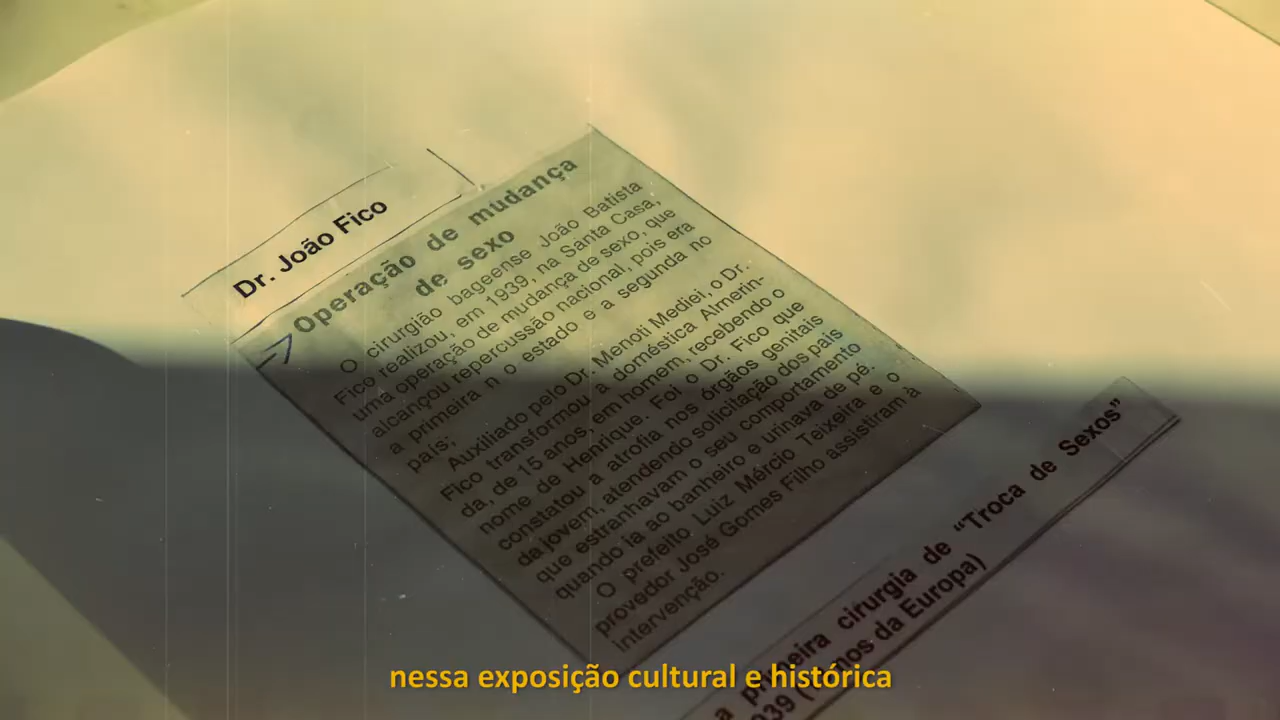 Dr. João Fico
Operação de mudança
de sexo
O cirurgião bageense João Batista
Fico realizou, em 1939, na Santa Casa,
uma operação de mudança de sexo, que
alcançou repercussão nacional, pois era
a primeira n o estado e a segunda no
país;
Auxiliado pelo Dr. Menoti Mediei, o Dr.
Fico transformou a doméstica Almerin-
da, de 15 anos, em homem, recebendo o
nome de Henrique. Foi o Dr. Fico que
constatou a atrofia nos órgãos genitais
da jovem, atendendo solicitação dos pais
que estranhavam o seu comportamento
quando ia ao banheiro e urinava de pé.
O prefeito Luiz Mércio Teixeira e o
provedor José Gomes Filho assistiram à
intervenção.
a primeira cirurgia de “Troca de Sexos”
939 ( nos da Europa)
nessa exposição cultural e histórica